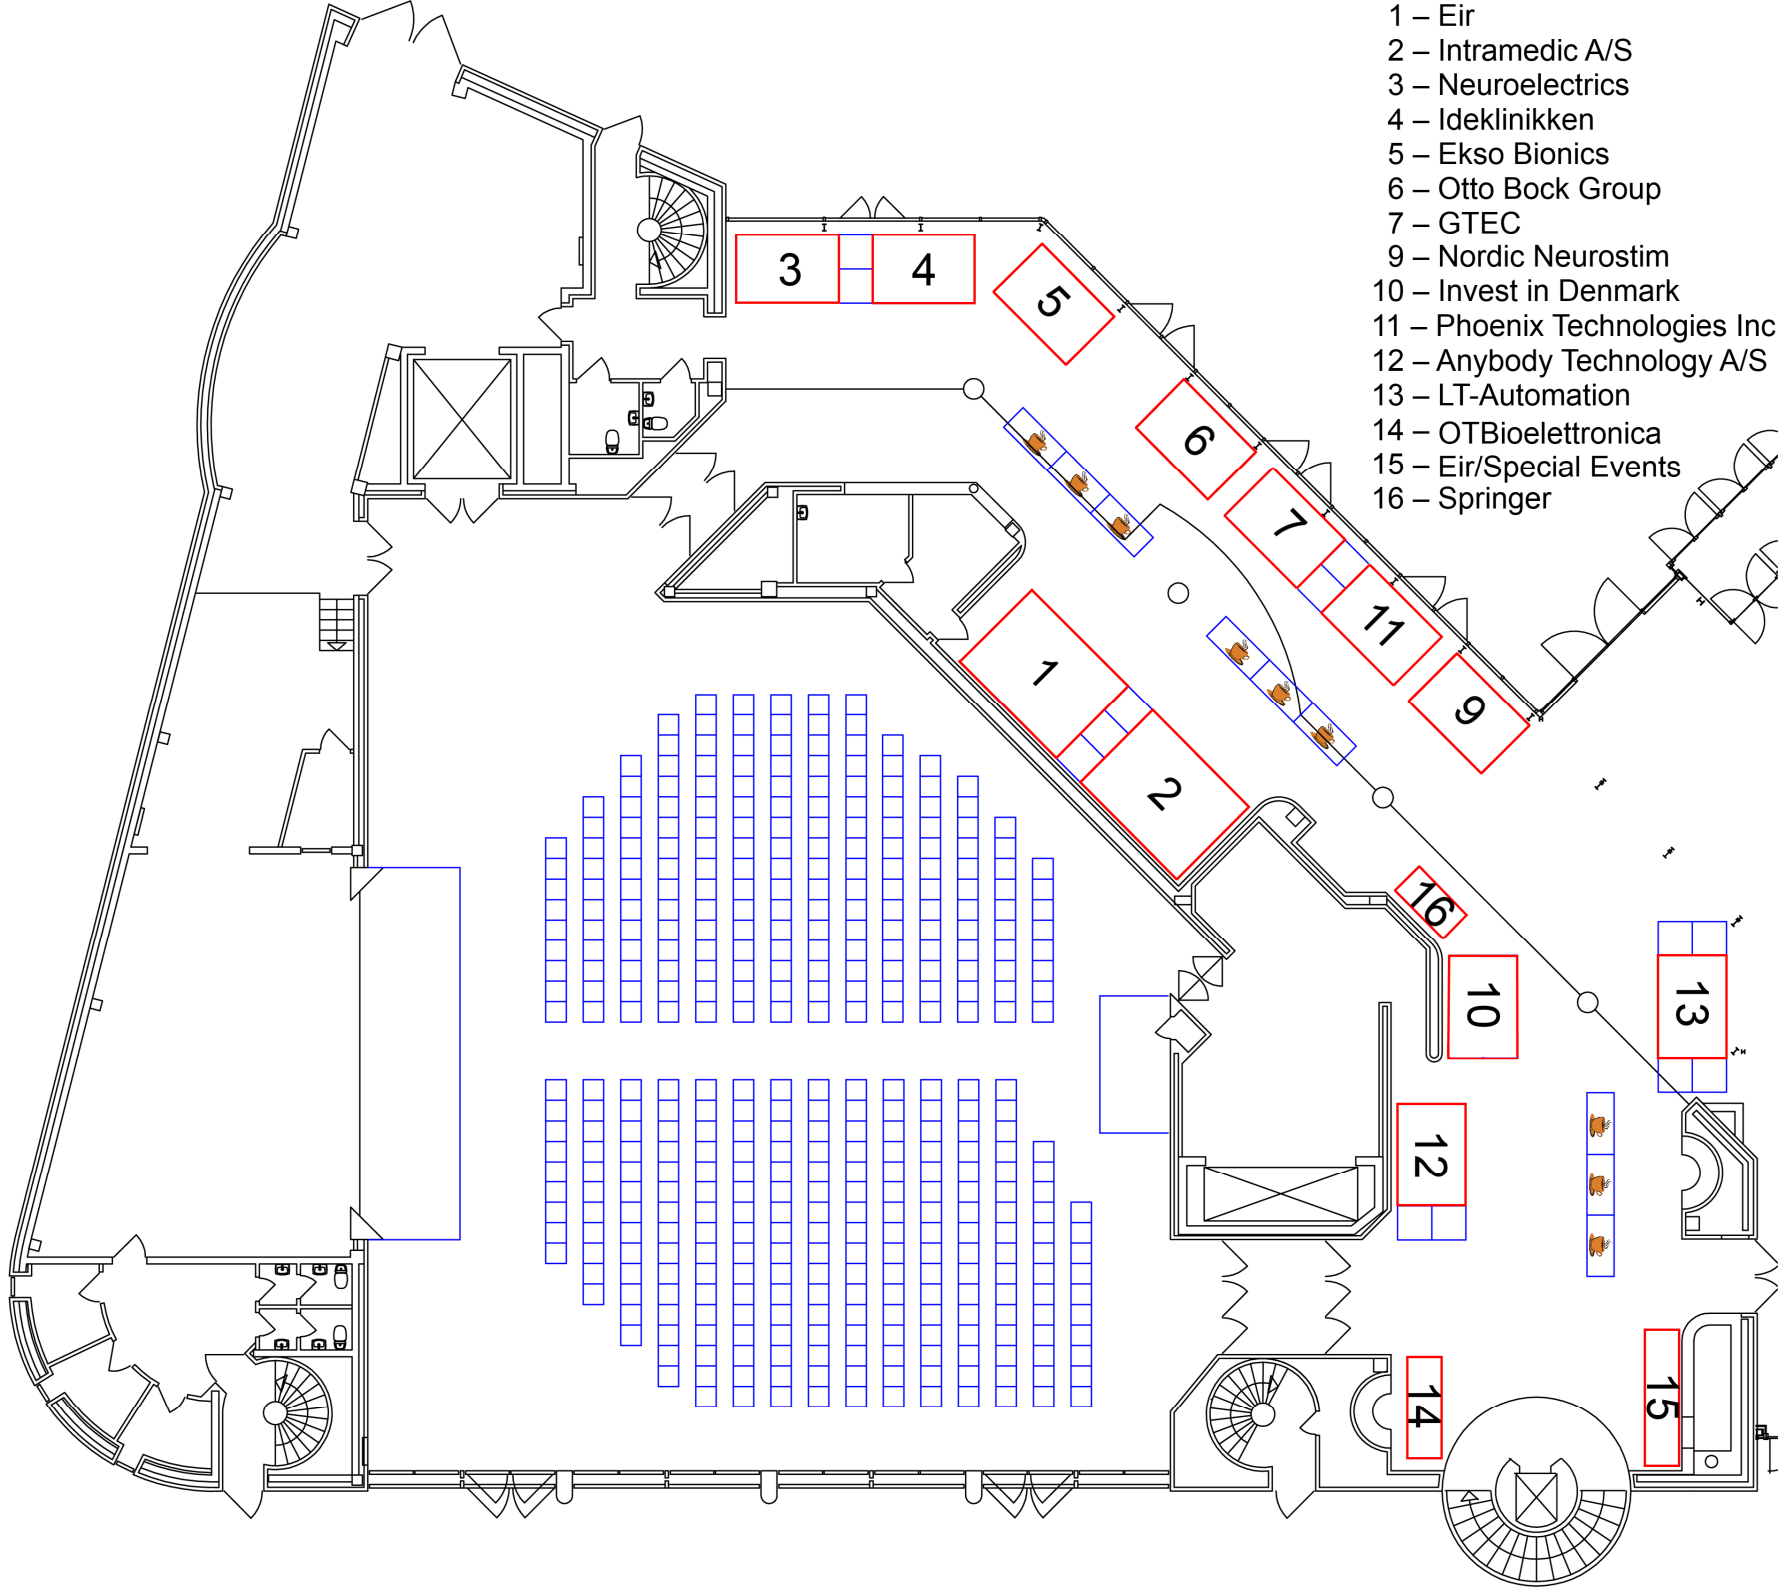 1 – Eir
2 – Intramedic A/S
3 – Neuroelectrics
4 – Ideklinikken
5 – Ekso Bionics
6 – Otto Bock Group
7 – GTEC
9 – Nordic Neurostim
10 – Invest in Denmark
11 – Phoenix Technologies Inc
12 – Anybody Technology A/S
13 – LT-Automation
14 – OTBioelettronica
15 – Eir/Special Events
16 – Springer
3
4
5
6
7
11
9
1
2
16
10
13
12
14
15